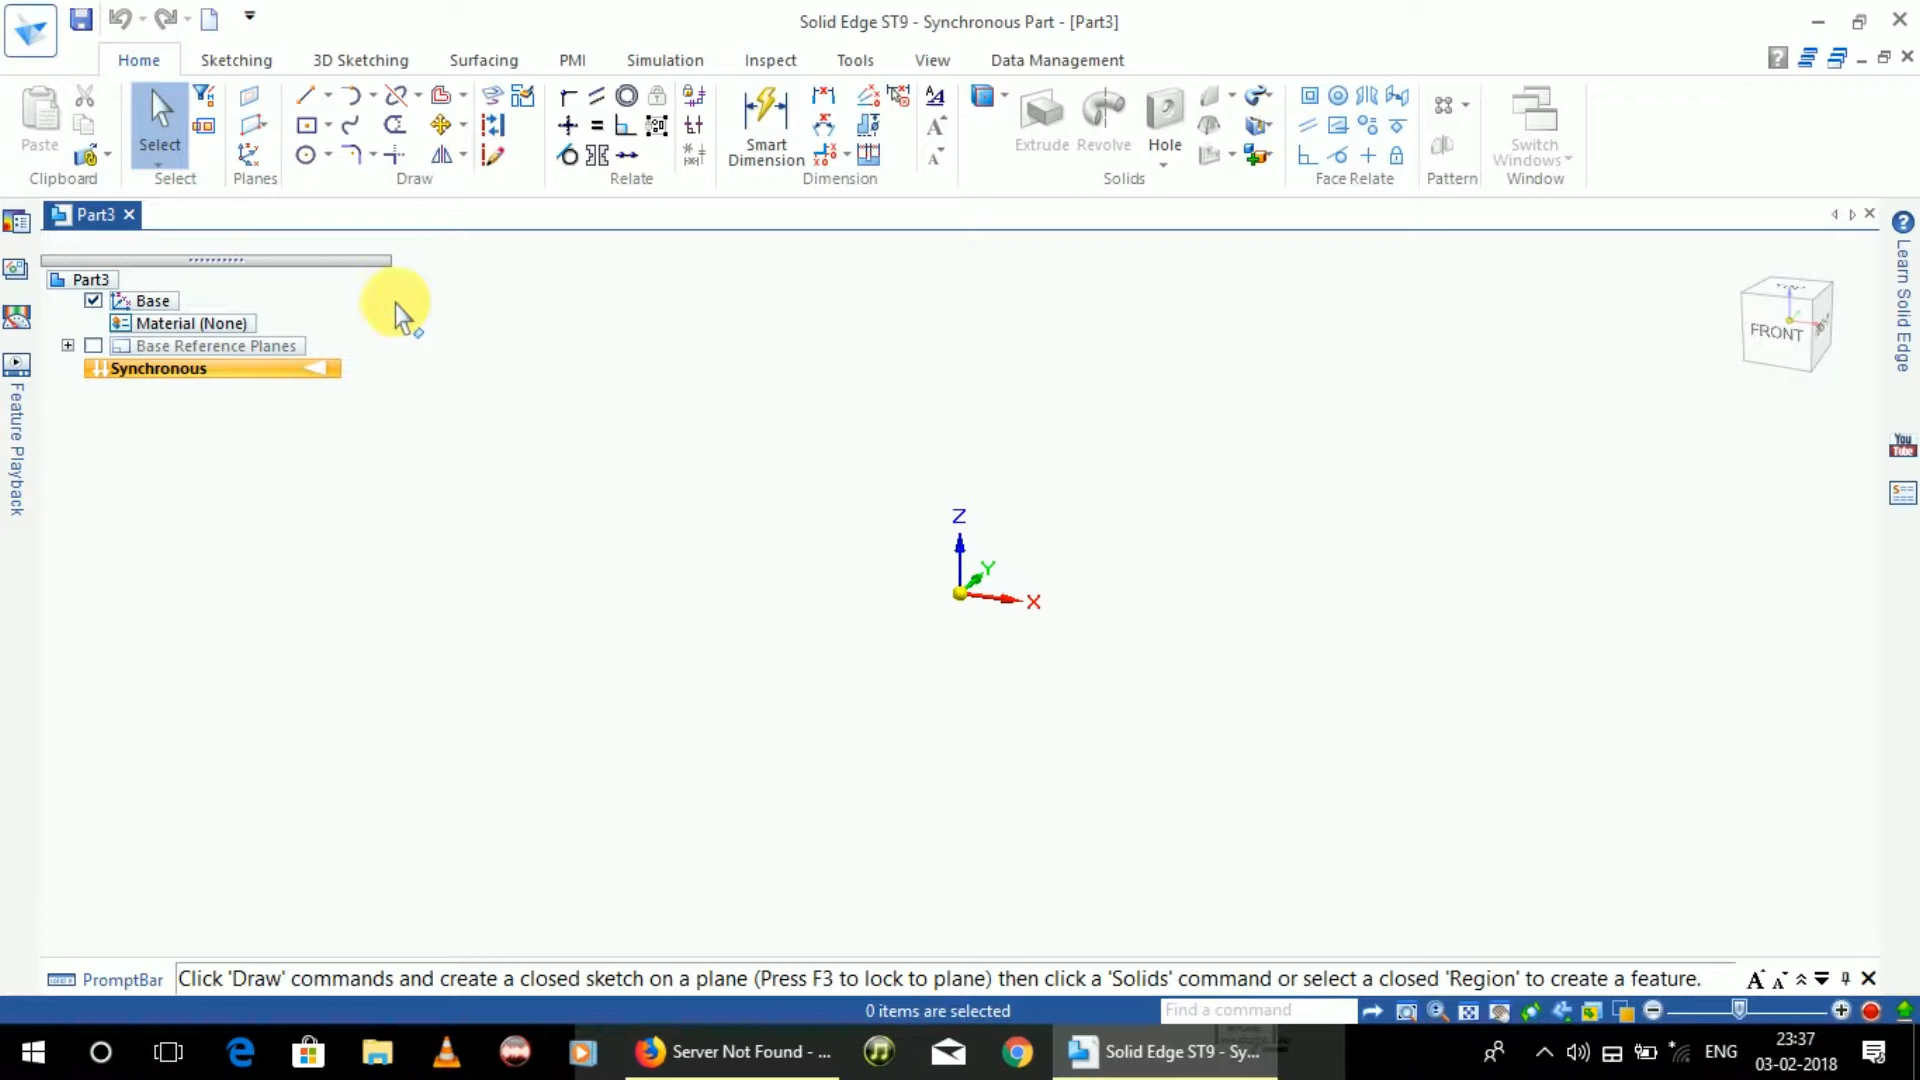 Solid Edge ST9 - Synchronous Part - [Part3]
Home Sketching 3D Sketching Surfacing PMI Simulation Inspect Tools View Data Management
Paste
Select
Smart
Dimension
Extrude Revolve Hole
Switch
Windows
Clipboard Select Planes Draw Relate Dimension Solids Face Relate Pattern Window
Part3
Part3
Base
Material (None)
Base Reference Planes
Synchronous
FRONT
Z
Y
X
Feature Playback
Learn Solid Edge
You
Tube
PromptBar Click 'Draw' commands and create a closed sketch on a plane (Press F3 to lock to plane) then click a 'Solids' command or select a closed 'Region' to create a feature.
0 items are selected Find a command
Server Not Found - ... Solid Edge ST9 - Sy... ENG 23:37
03-02-2018